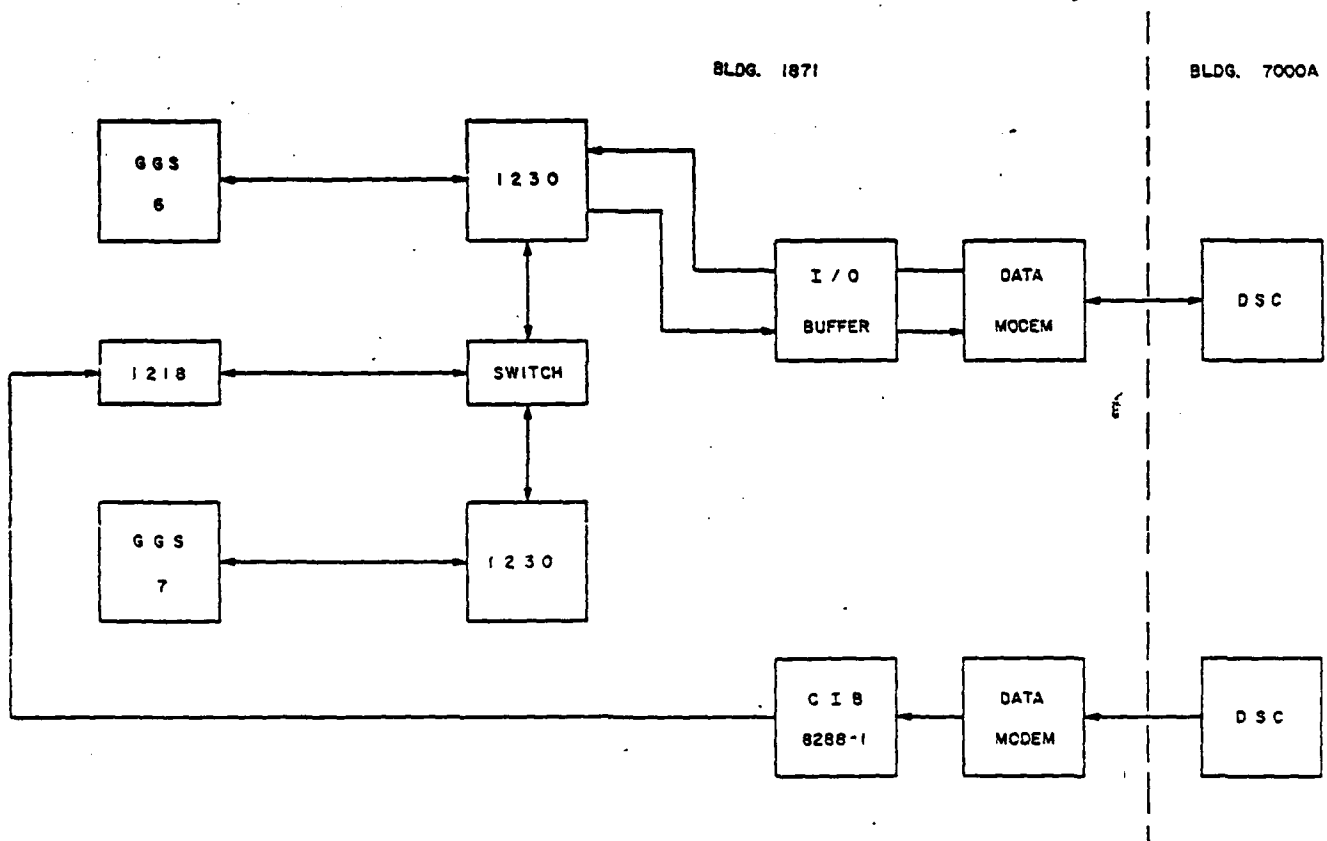 BLDG. 1871
BLDG. 7000A
GGS
6
1230
I/O
BUFFER
DATA
MODEM
DSC
1218
SWITCH
GGS
7
1230
CIB
8288-1
DATA
MODEM
DSC